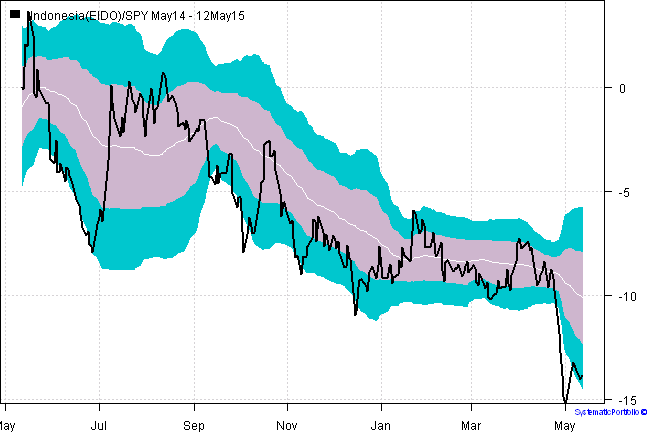 Indonesia(EIDO)/SPY May14 - 12May15
0
-5
-10
-15
SystematicPortfolio ©
May Jul Sep Nov Jan Mar May